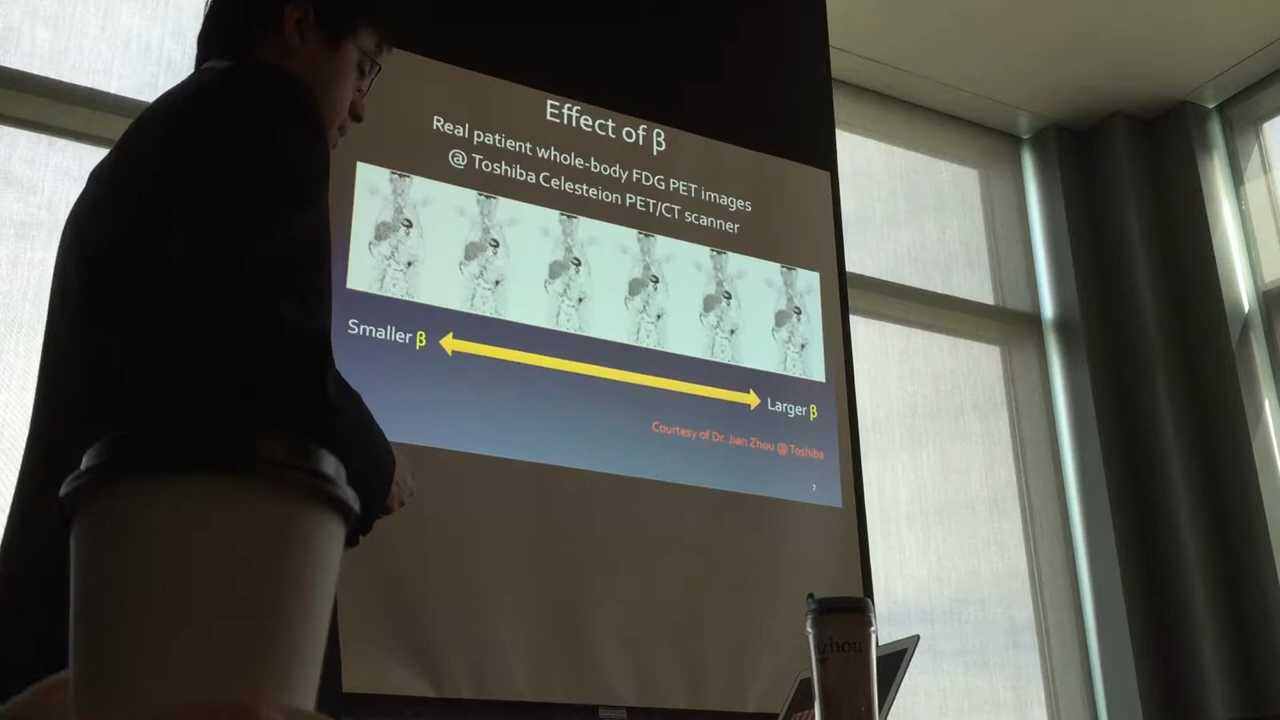 Effect of β
Real patient whole-body FDG PET images
@ Toshiba Celesteion PET/CT scanner
Smaller β
Larger β
Courtesy of Dr. Jian Zhou @ Toshiba
7
zhou